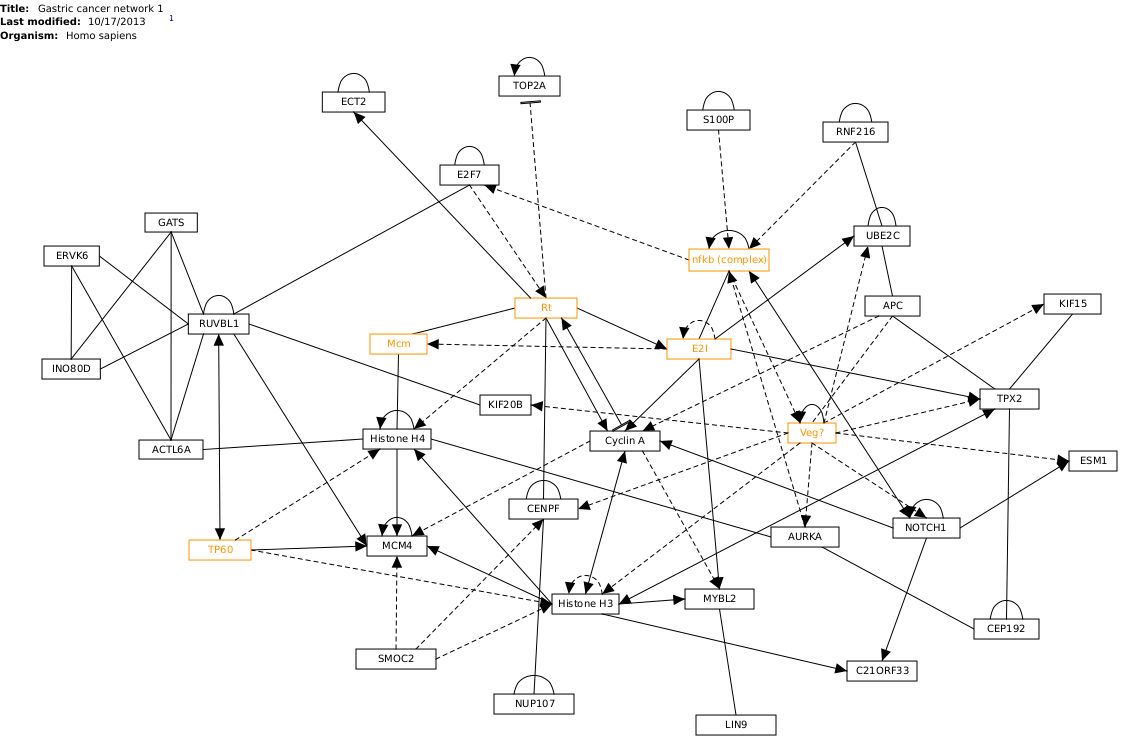 Title: Gastric cancer network 1
Last modified: 10/17/2013 1
Organism: Homo sapiens
TOP2A
ECT2
S100P
RNF216
E2F7
GATS
UBE2C
ERVK6
nfkb (complex)
APC
KIF15
Rt
RUVBL1
Mcm
E2I
INO80D
TPX2
KIF20B
Veg?
Histone H4
Cyclin A
ACTL6A
ESM1
CENPF
NOTCH1
AURKA
MCM4
TP60
MYBL2
Histone H3
CEP192
SMOC2
C21ORF33
NUP107
LIN9